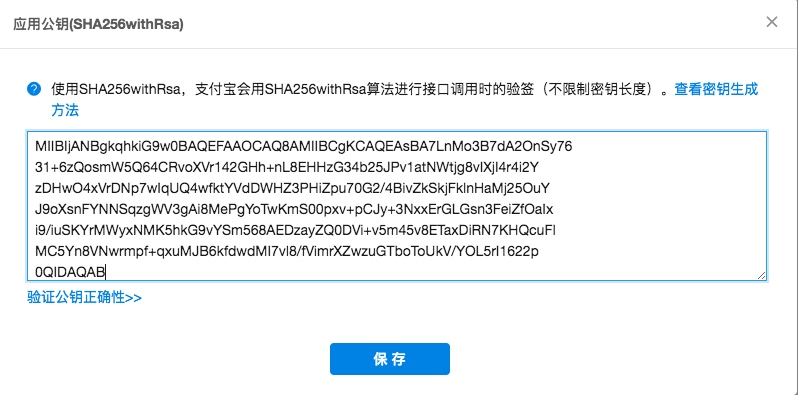 应用公钥(SHA256withRsa)
使用SHA256withRsa，支付宝会用SHA256withRsa算法进行接口调用时的验签（不限制密钥长度）。查看密钥生成
方法
MIIBIjANBgkqhkiG9w0BAQEFAAOCAQ8AMIIBCgKCAQEAsBA7LnMo3B7dA2OnSy76
31+6zQosmW5Q64CRvoXVr142GHh+nL8EHHzG34b25JPv1atNWtjg8vIXjI4r4i2Y
zDHwO4xVrDNp7wIqUQ4wfktYVdDWHZ3PHiZpu70G2/4BivZkSkjFkInHaMj25OuY
J9oXsnFYNNSqzgWV3gAi8MePgYoTwKmS00pxv+pCJy+3NxxErGLGsn3FeiZfOaIx
i9/iuSKYrMWyxNMK5hkG9vYSm568AEDzayZQ0DVi+v5m45v8ETaxDiRN7KHQcuFl
MC5Yn8VNwrmpf+qxuMJB6kfdwdMI7vl8/fVimrXZwzuGTboToUkV/YOL5rI1622p
0QIDAQAB
验证公钥正确性>>
保 存